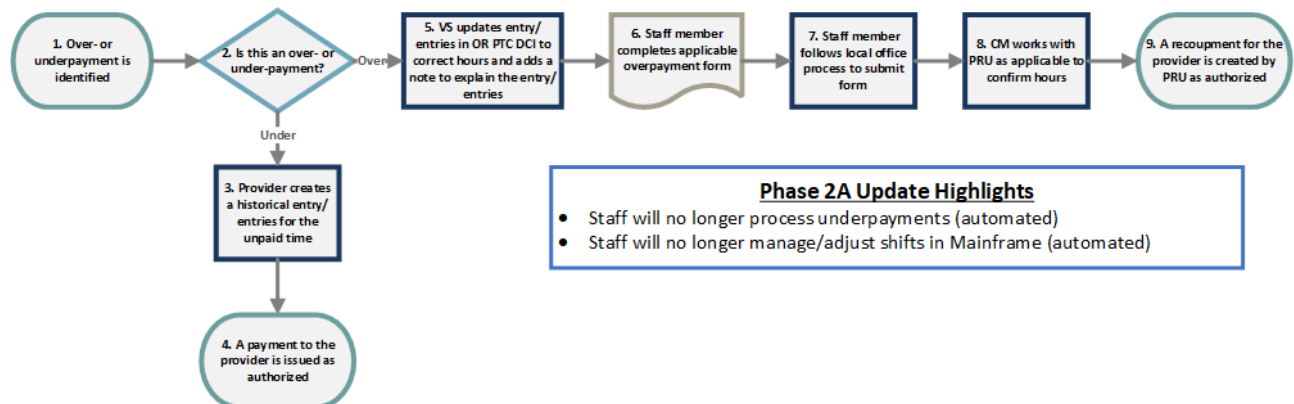 1. Over- or
underpayment is
identified
2. Is this an over- or
under-payment?
Over
5. VS updates entry/
entries in OR PTC DCI to
correct hours and adds a
note to explain the entry/
entries
6. Staff member
completes applicable
overpayment form
7. Staff member
follows local office
process to submit
form
8. CM works with
PRU as applicable to
confirm hours
9. A recoupment for the
provider is created by
PRU as authorized
Under
3. Provider creates
a historical entry/
entries for the
unpaid time
4. A payment to the
provider is issued as
authorized
Phase 2A Update Highlights
• Staff will no longer process underpayments (automated)
• Staff will no longer manage/adjust shifts in Mainframe (automated)